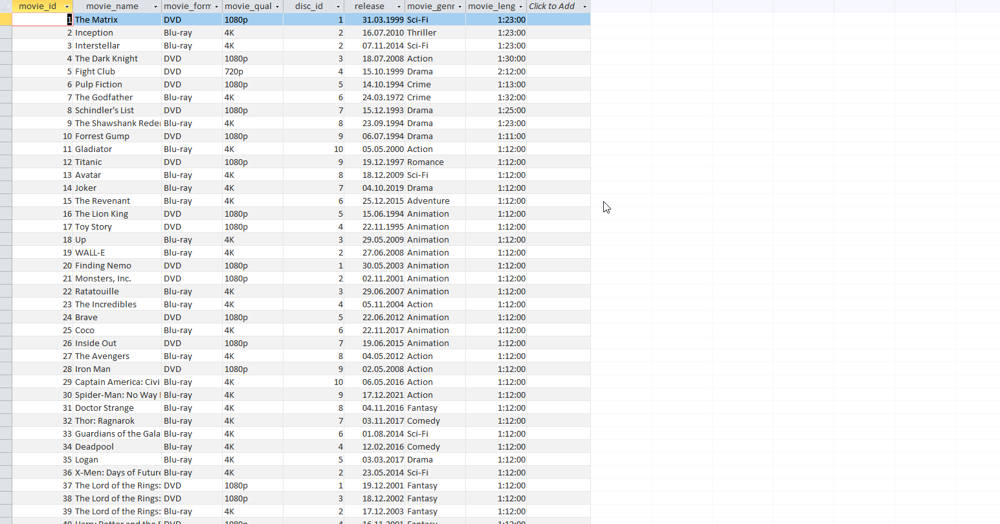 movie_id movie_name movie_form movie_qual disc_id release movie_genr movie_leng Click to Add
1 The Matrix DVD 1080p 1 31.03.1999 Sci-Fi 1:23:00
2 Inception Blu-ray 4K 2 16.07.2010 Thriller 1:23:00
3 Interstellar Blu-ray 4K 2 07.11.2014 Sci-Fi 1:23:00
4 The Dark Knight DVD 1080p 3 18.07.2008 Action 1:30:00
5 Fight Club DVD 720p 4 15.10.1999 Drama 2:12:00
6 Pulp Fiction DVD 1080p 5 14.10.1994 Crime 1:13:00
7 The Godfather Blu-ray 4K 6 24.03.1972 Crime 1:32:00
8 Schindler's List DVD 1080p 7 15.12.1993 Drama 1:25:00
9 The Shawshank Reder Blu-ray 4K 8 23.09.1994 Drama 1:23:00
10 Forrest Gump DVD 1080p 9 06.07.1994 Drama 1:11:00
11 Gladiator Blu-ray 4K 10 05.05.2000 Action 1:12:00
12 Titanic DVD 1080p 9 19.12.1997 Romance 1:12:00
13 Avatar Blu-ray 4K 8 18.12.2009 Sci-Fi 1:12:00
14 Joker Blu-ray 4K 7 04.10.2019 Drama 1:12:00
15 The Revenant Blu-ray 4K 6 25.12.2015 Adventure 1:12:00
16 The Lion King DVD 1080p 5 15.06.1994 Animation 1:12:00
17 Toy Story DVD 1080p 4 22.11.1995 Animation 1:12:00
18 Up Blu-ray 4K 3 29.05.2009 Animation 1:12:00
19 WALL-E Blu-ray 4K 2 27.06.2008 Animation 1:12:00
20 Finding Nemo DVD 1080p 1 30.05.2003 Animation 1:12:00
21 Monsters, Inc. DVD 1080p 2 02.11.2001 Animation 1:12:00
22 Ratatouille Blu-ray 4K 3 29.06.2007 Animation 1:12:00
23 The Incredibles Blu-ray 4K 4 05.11.2004 Action 1:12:00
24 Brave DVD 1080p 5 22.06.2012 Animation 1:12:00
25 Coco Blu-ray 4K 6 22.11.2017 Animation 1:12:00
26 Inside Out DVD 1080p 7 19.06.2015 Animation 1:12:00
27 The Avengers Blu-ray 4K 8 04.05.2012 Action 1:12:00
28 Iron Man DVD 1080p 9 02.05.2008 Action 1:12:00
29 Captain America: Civi Blu-ray 4K 10 06.05.2016 Action 1:12:00
30 Spider-Man: No Way Blu-ray 4K 9 17.12.2021 Action 1:12:00
31 Doctor Strange Blu-ray 4K 8 04.11.2016 Fantasy 1:12:00
32 Thor: Ragnarok Blu-ray 4K 7 03.11.2017 Comedy 1:12:00
33 Guardians of the Gala Blu-ray 4K 6 01.08.2014 Sci-Fi 1:12:00
34 Deadpool Blu-ray 4K 4 12.02.2016 Comedy 1:12:00
35 Logan Blu-ray 4K 5 03.03.2017 Drama 1:12:00
36 X-Men: Days of Future Blu-ray 4K 2 23.05.2014 Sci-Fi 1:12:00
37 The Lord of the Rings: DVD 1080p 1 19.12.2001 Fantasy 1:12:00
38 The Lord of the Rings: DVD 1080p 3 18.12.2002 Fantasy 1:12:00
39 The Lord of the Rings: Blu-ray 4K 2 17.12.2003 Fantasy 1:12:00
40 Harry Potter and the DVD 1080p 4 16.11.2001 Fantasy 1:12:00